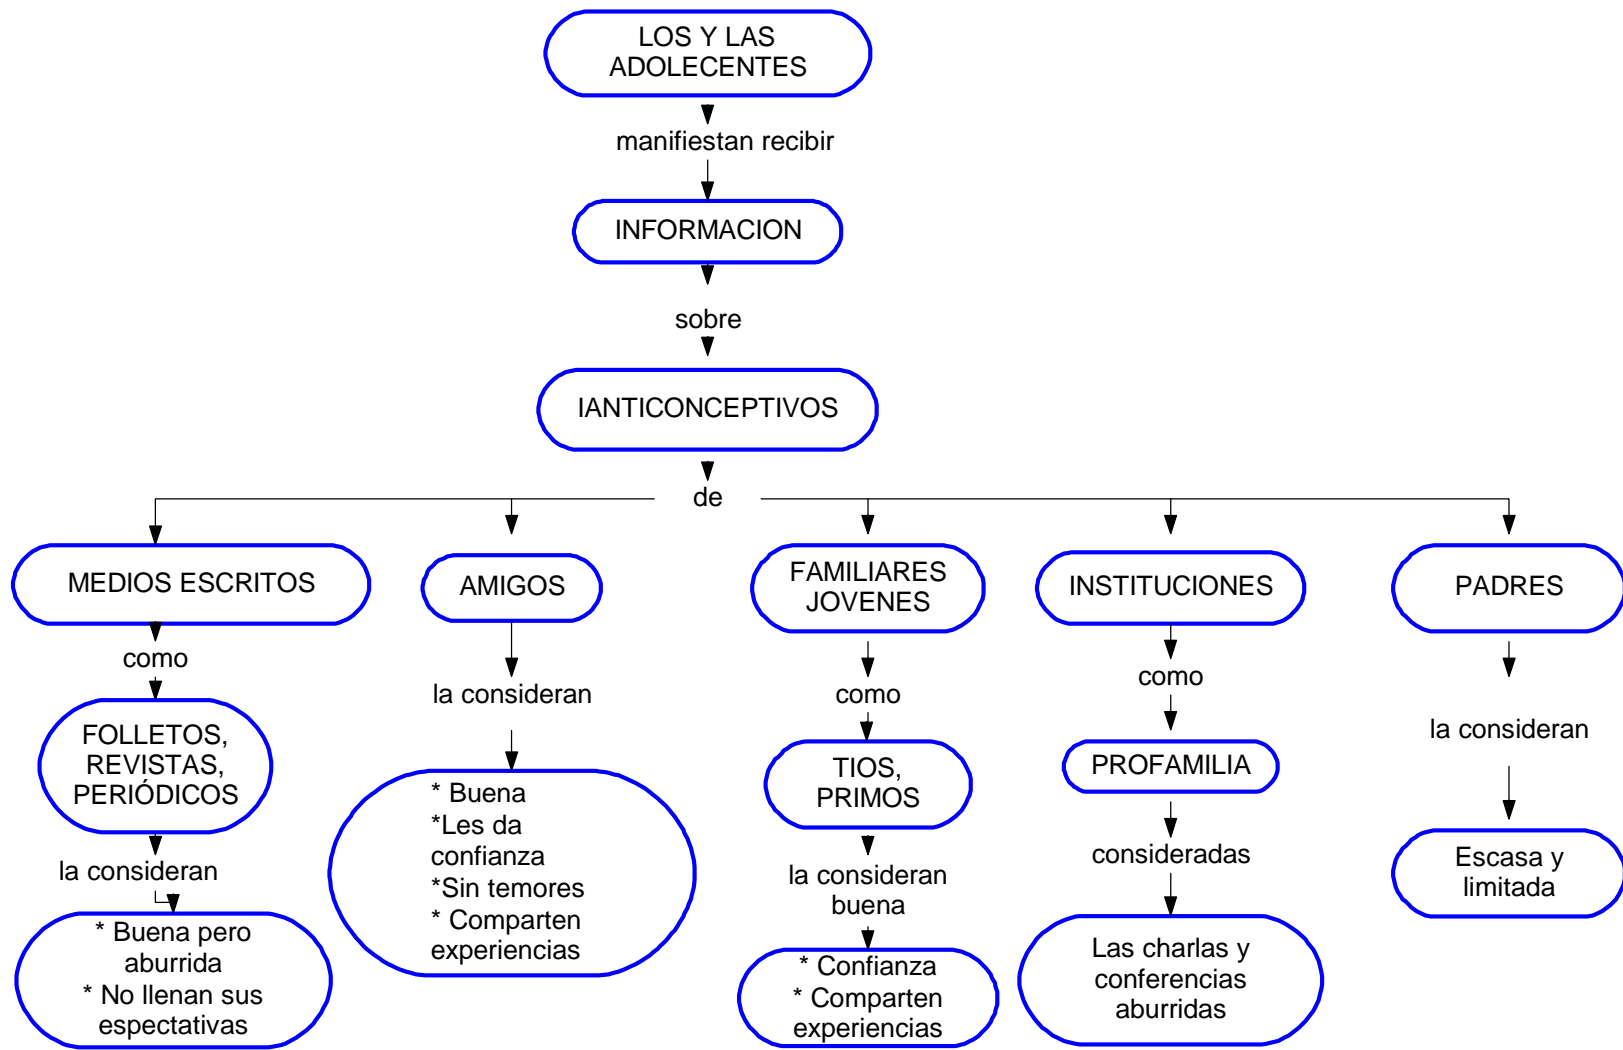 LOS Y LAS
ADOLECENTES
manifiestan recibir
INFORMACION
sobre
IANTICONCEPTIVOS
de
MEDIOS ESCRITOS
como
FOLLETOS,
REVISTAS,
PERIÓDICOS
la consideran
* Buena pero
aburrida
* No llenan sus
espectativas
AMIGOS
la consideran
* Buena
*Les da
confianza
*Sin temores
* Comparten
experiencias
FAMILIARES
JOVENES
como
TIOS,
PRIMOS
la consideran
buena
* Confianza
* Comparten
experiencias
INSTITUCIONES
como
PROFAMILIA
consideradas
Las charlas y
conferencias
aburridas
PADRES
la consideran
Escasa y
limitada